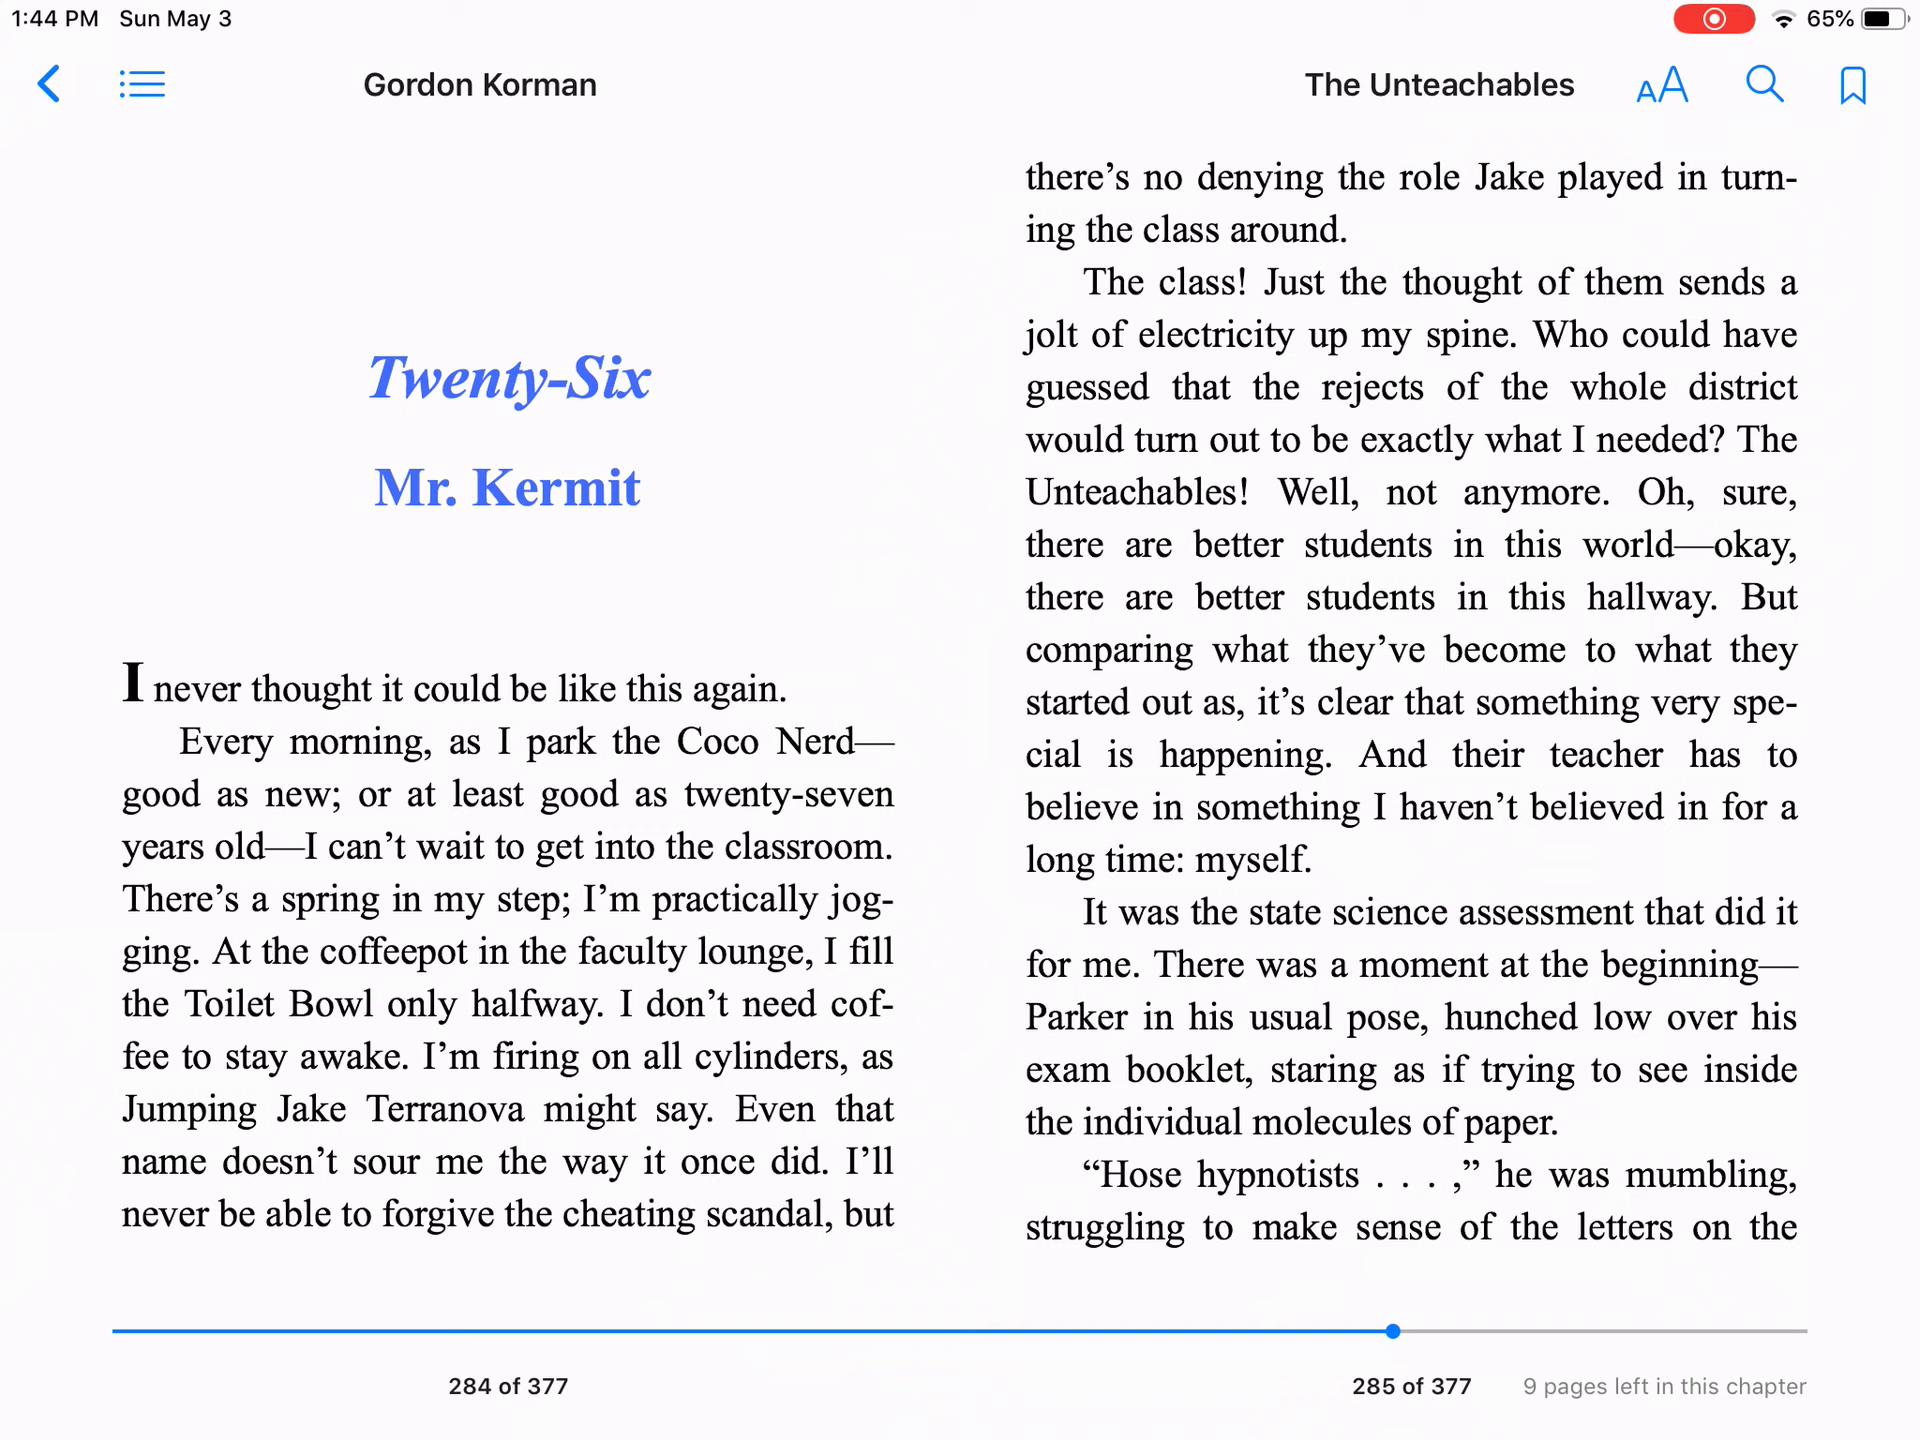 1:44 PM Sun May 3
65%
Gordon Korman
The Unteachables
AA
Twenty-Six
Mr. Kermit
I never thought it could be like this again.
Every morning, as I park the Coco Nerd—
good as new; or at least good as twenty-seven
years old—I can’t wait to get into the classroom.
There’s a spring in my step; I’m practically jog-
ging. At the coffeepot in the faculty lounge, I fill
the Toilet Bowl only halfway. I don’t need cof-
fee to stay awake. I’m firing on all cylinders, as
Jumping Jake Terranova might say. Even that
name doesn’t sour me the way it once did. I’ll
never be able to forgive the cheating scandal, but
there’s no denying the role Jake played in turn-
ing the class around.
The class! Just the thought of them sends a
jolt of electricity up my spine. Who could have
guessed that the rejects of the whole district
would turn out to be exactly what I needed? The
Unteachables! Well, not anymore. Oh, sure,
there are better students in this world—okay,
there are better students in this hallway. But
comparing what they’ve become to what they
started out as, it’s clear that something very spe-
cial is happening. And their teacher has to
believe in something I haven’t believed in for a
long time: myself.
It was the state science assessment that did it
for me. There was a moment at the beginning—
Parker in his usual pose, hunched low over his
exam booklet, staring as if trying to see inside
the individual molecules of paper.
“Hose hypnotists . . . ,” he was mumbling,
struggling to make sense of the letters on the
284 of 377
285 of 377
9 pages left in this chapter